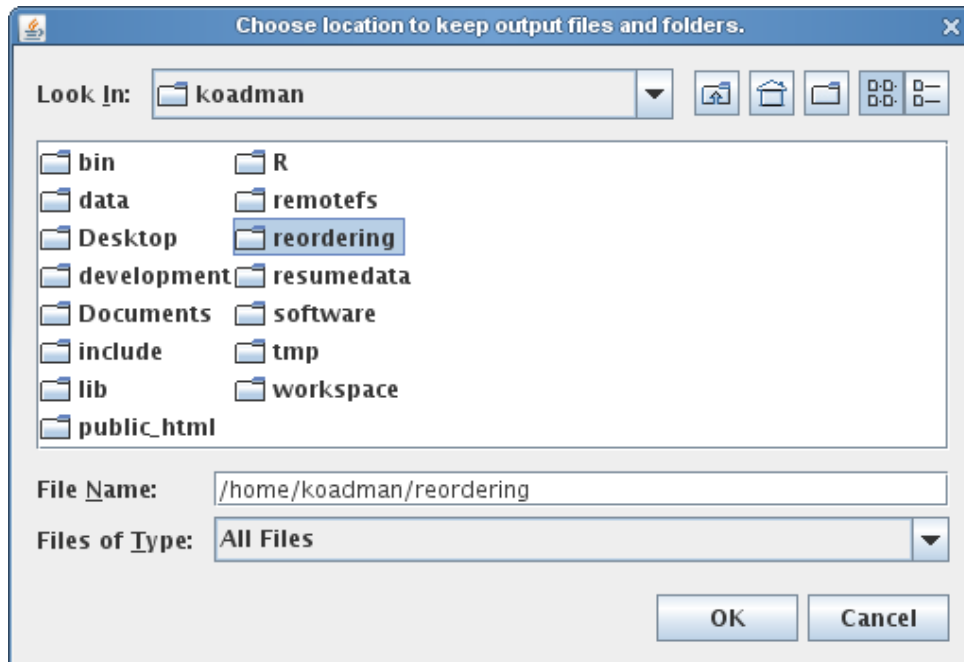 Choose location to keep output files and folders.
Look In: koadman
bin
data
Desktop
development
Documents
include
lib
public_html
R
remotefs
reordering
resumedata
software
tmp
workspace
File Name: /home/koadman/reordering
Files of Type: All Files
OK Cancel